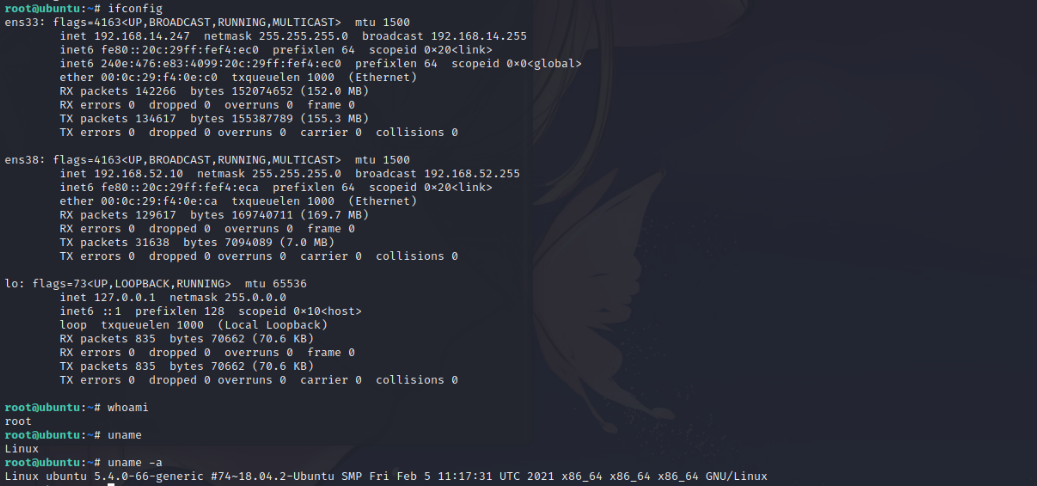 root@ubuntu:~# ifconfig
ens33: flags=4163<UP,BROADCAST,RUNNING,MULTICAST>  mtu 1500
        inet 192.168.14.247  netmask 255.255.255.0  broadcast 192.168.14.255
        inet6 fe80::20c:29ff:fef4:ec0  prefixlen 64  scopeid 0×20<link>
        inet6 240e:476:e83:4099:20c:29ff:fef4:ec0  prefixlen 64  scopeid 0×0<global>
        ether 00:0c:29:f4:0e:c0  txqueuelen 1000  (Ethernet)
        RX packets 142266  bytes 152074652 (152.0 MB)
        RX errors 0  dropped 0  overruns 0  frame 0
        TX packets 134617  bytes 155387789 (155.3 MB)
        TX errors 0  dropped 0 overruns 0  carrier 0  collisions 0

ens38: flags=4163<UP,BROADCAST,RUNNING,MULTICAST>  mtu 1500
        inet 192.168.52.10  netmask 255.255.255.0  broadcast 192.168.52.255
        inet6 fe80::20c:29ff:fef4:eca  prefixlen 64  scopeid 0×20<link>
        ether 00:0c:29:f4:0e:ca  txqueuelen 1000  (Ethernet)
        RX packets 129617  bytes 169740711 (169.7 MB)
        RX errors 0  dropped 0  overruns 0  frame 0
        TX packets 31638  bytes 7094089 (7.0 MB)
        TX errors 0  dropped 0 overruns 0  carrier 0  collisions 0

lo: flags=73<UP,LOOPBACK,RUNNING>  mtu 65536
        inet 127.0.0.1  netmask 255.0.0.0
        inet6 ::1  prefixlen 128  scopeid 0×10<host>
        loop  txqueuelen 1000  (Local Loopback)
        RX packets 835  bytes 70662 (70.6 KB)
        RX errors 0  dropped 0  overruns 0  frame 0
        TX packets 835  bytes 70662 (70.6 KB)
        TX errors 0  dropped 0 overruns 0  carrier 0  collisions 0

root@ubuntu:~# whoami
root
root@ubuntu:~# uname
Linux
root@ubuntu:~# uname -a
Linux ubuntu 5.4.0-66-generic #74~18.04.2-Ubuntu SMP Fri Feb 5 11:17:31 UTC 2021 x86_64 x86_64 x86_64 GNU/Linux